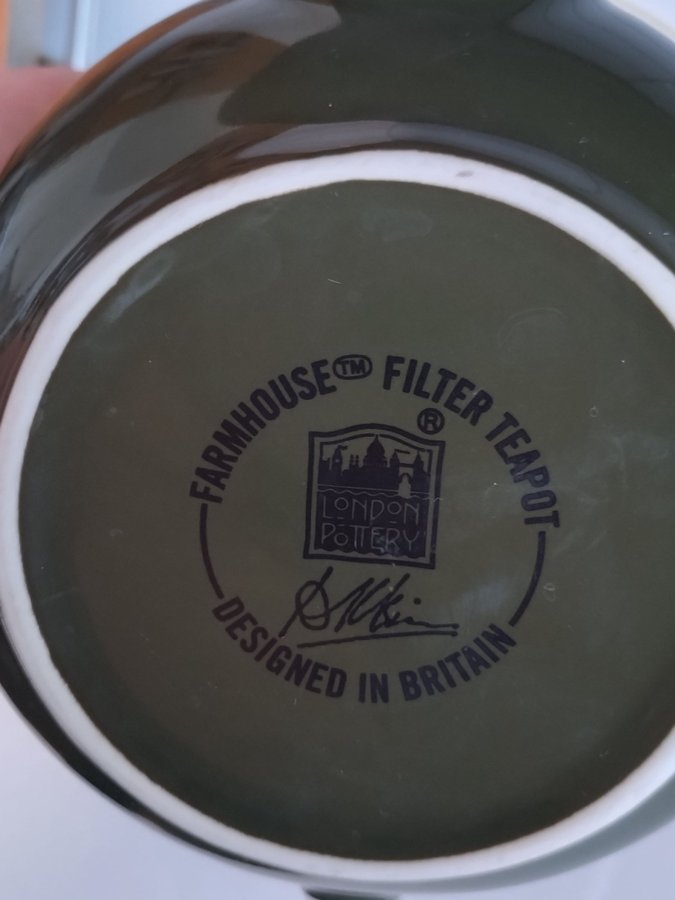 FARMHOUSE™ FILTER TEAPOT
®
LONDON
POTTERY
DESIGNED IN BRITAIN